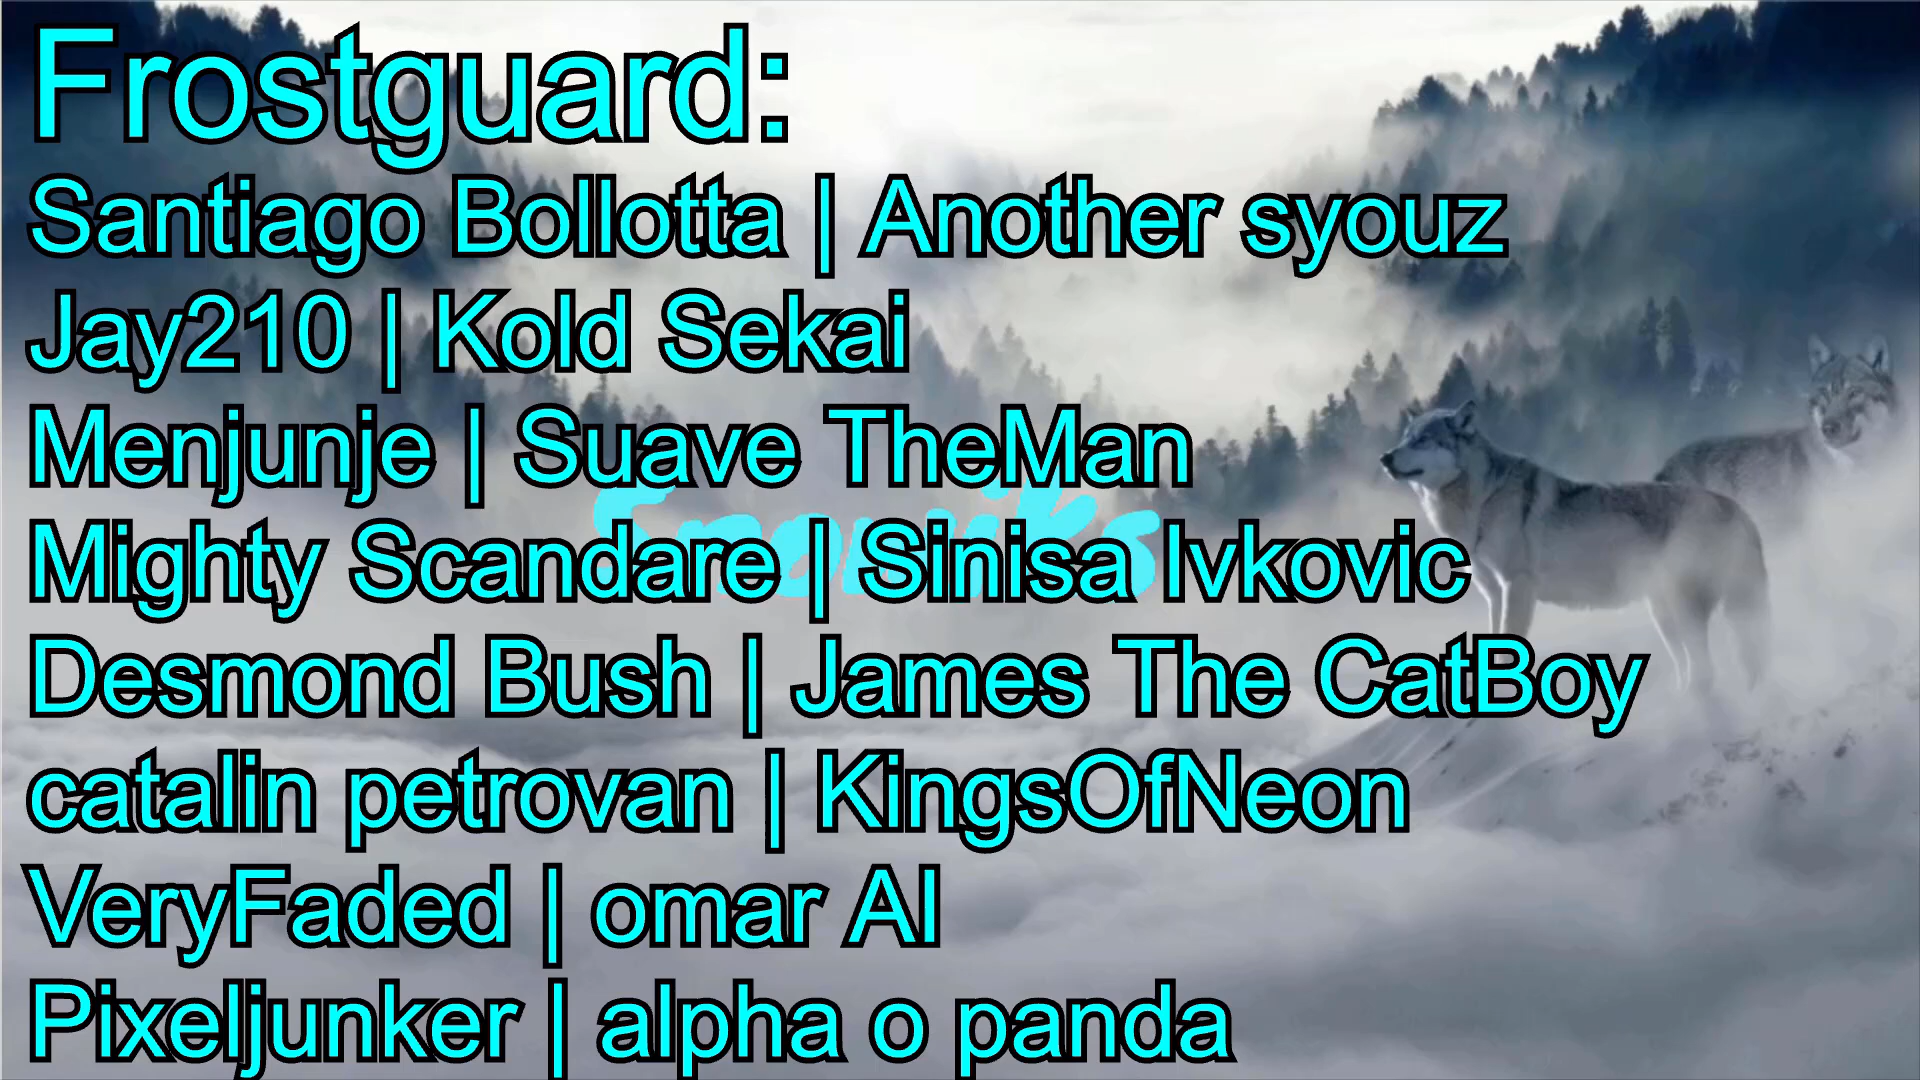 Frostguard:
Santiago Bollotta | Another syouz
Jay210 | Kold Sekai
Menjunje | Suave TheMan
Mighty Scandare | Sinisa Ivkovic
Desmond Bush | James The CatBoy
catalin petrovan | KingsOfNeon
VeryFaded | omar Al
Pixeljunker | alpha o panda